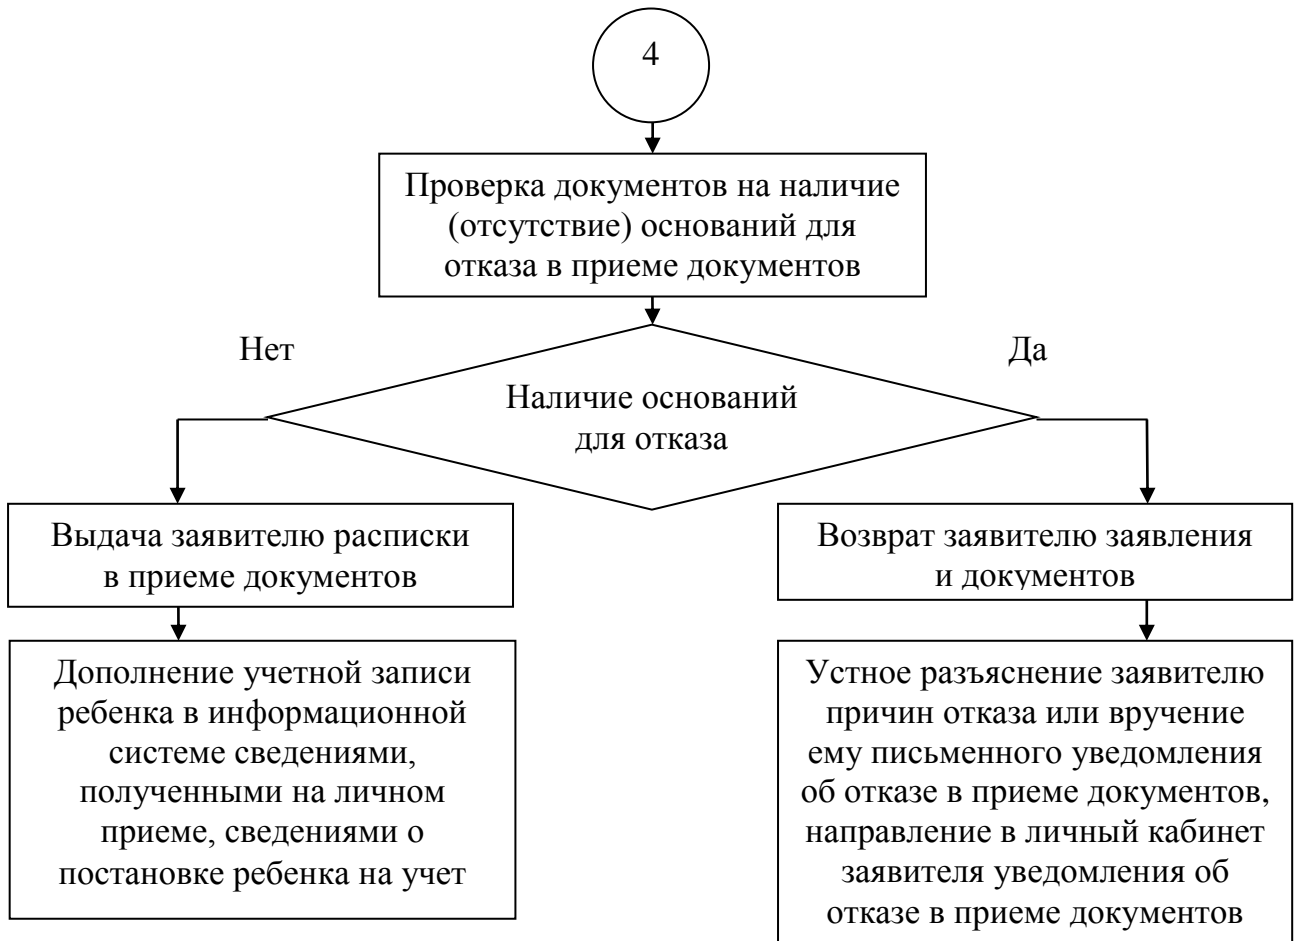 4
Проверка документов на наличие
(отсутствие) оснований для
отказа в приеме документов
Нет
Да
Наличие оснований
для отказа
Выдача заявителю расписки
в приеме документов
Возврат заявителю заявления
и документов
Дополнение учетной записи
ребенка в информационной
системе сведениями,
полученными на личном
приеме, сведениями о
постановке ребенка на учет
Устное разъяснение заявителю
причин отказа или вручение
ему письменного уведомления
об отказе в приеме документов,
направление в личный кабинет
заявителя уведомления об
отказе в приеме документов